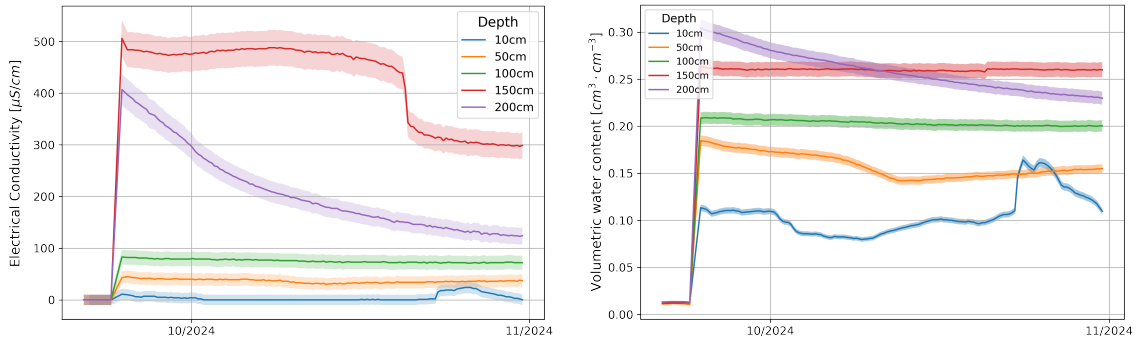 Electrical Conductivity [μS/cm]
500
400
300
200
100
0
10/2024
11/2024
Depth
10cm
50cm
100cm
150cm
200cm
Volumetric water content [cm³ · cm⁻³]
0.30
0.25
0.20
0.15
0.10
0.05
0.00
10/2024
11/2024
Depth
10cm
50cm
100cm
150cm
200cm